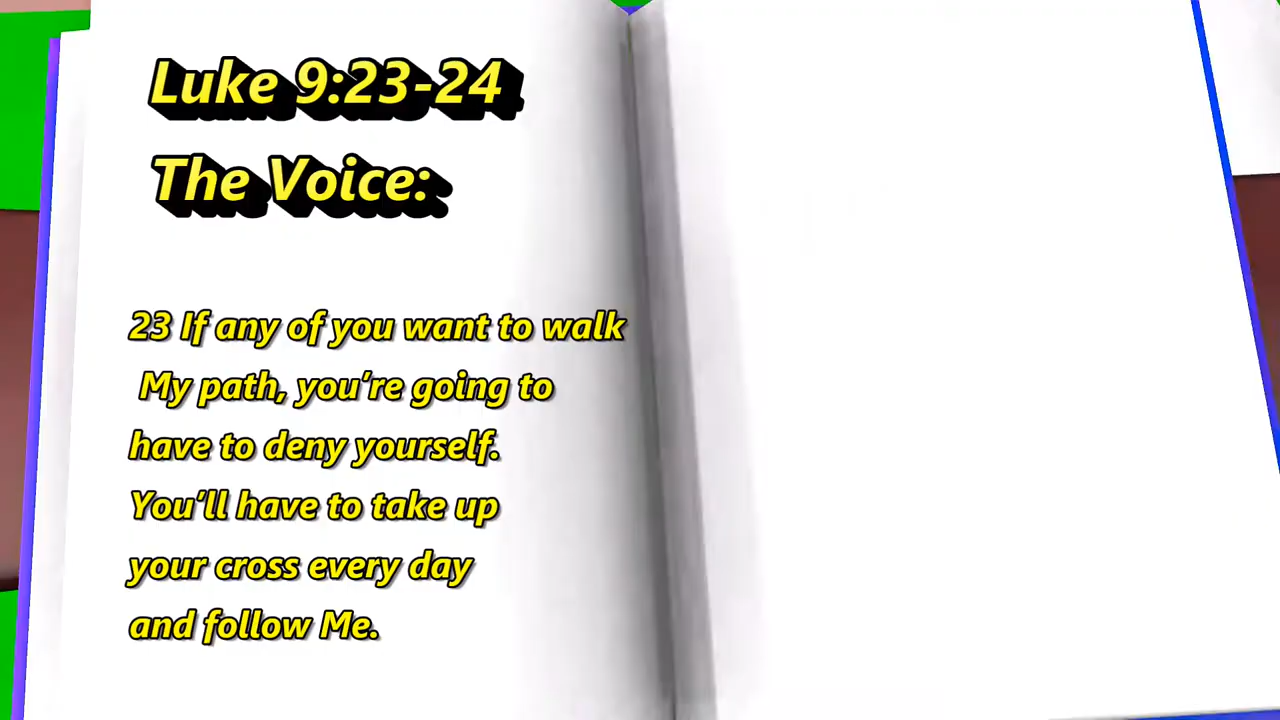 Luke 9:23-24
The Voice:
23 If any of you want to walk
My path, you’re going to
have to deny yourself.
You’ll have to take up
your cross every day
and follow Me.